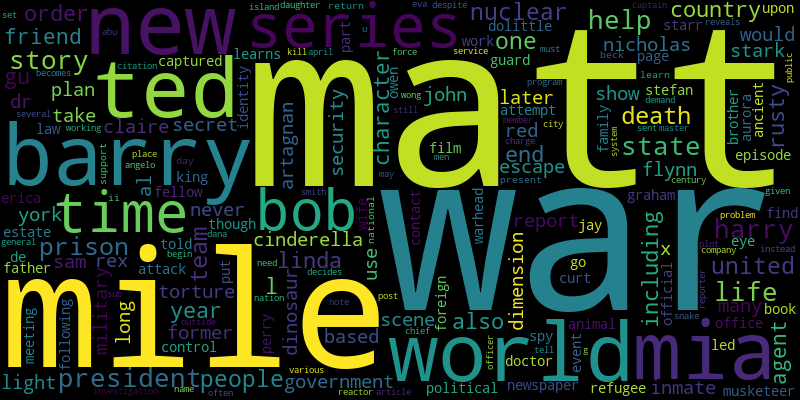 set order new series island daughter return eva despite nuclear help country upon captain reveals
friend abu dolittle one nicholas would starr
story learns part work stark
gu ted captured kill april force owen guard page beck public
plan citation becomes service later stefan learn
dr take claire identity character john attempt show rusty
several working law secret security wong member still death ancient
barry artagnan film red city must program demand system sent master brother aurora
matt
support place day angelo al king men end state family episode
time bob may charge escape flynn century given
erica ii fellow smith present
york never though wife national contact warhead graham problem find
estate general de prison told dana cinderella war report jay harry
father sam rex team linda use dimension x eye company plot
mile need attack put l foreign go curt including official united instead
meeting following military long torture decides nation perry dinosaur scene also animal many book
year former note based post chief spy event life office
control sub tell doctor snake reporter
light president outside various government world officer g mia led agent
people political newspaper refugee inmate musketeer
investigation name often reactor article